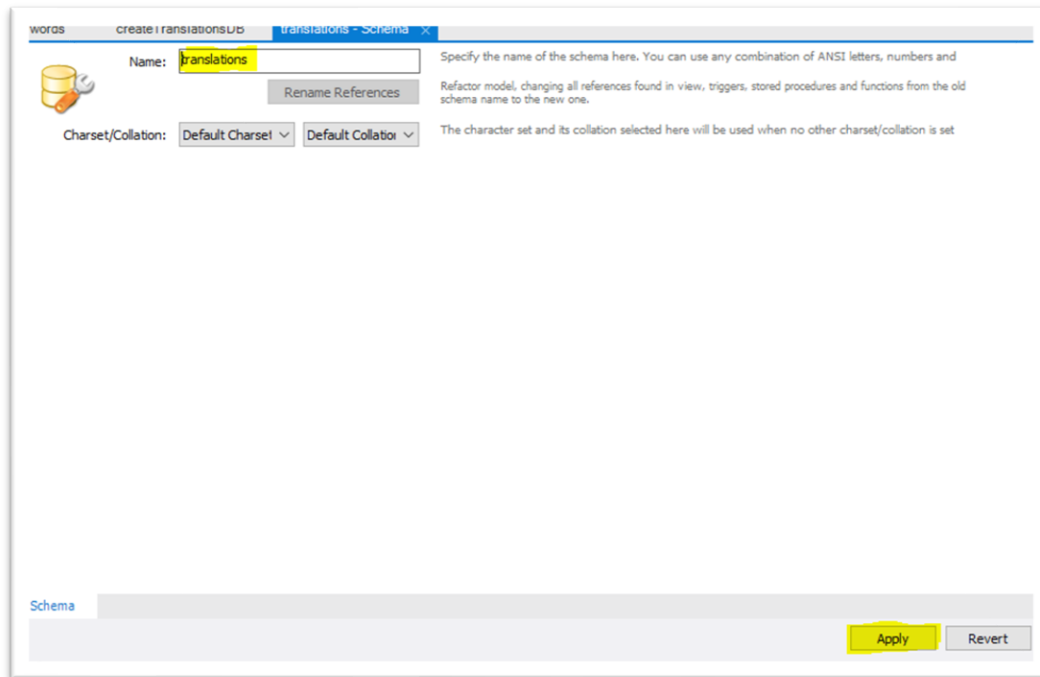 words createTranslationsDB translations - Schema
Name: translations Specify the name of the schema here. You can use any combination of ANSI letters, numbers and
Rename References Refactor model, changing all references found in view, triggers, stored procedures and functions from the old
schema name to the new one.
Charset/Collation: Default Charset Default Collation The character set and its collation selected here will be used when no other charset/collation is set
Schema
Apply Revert